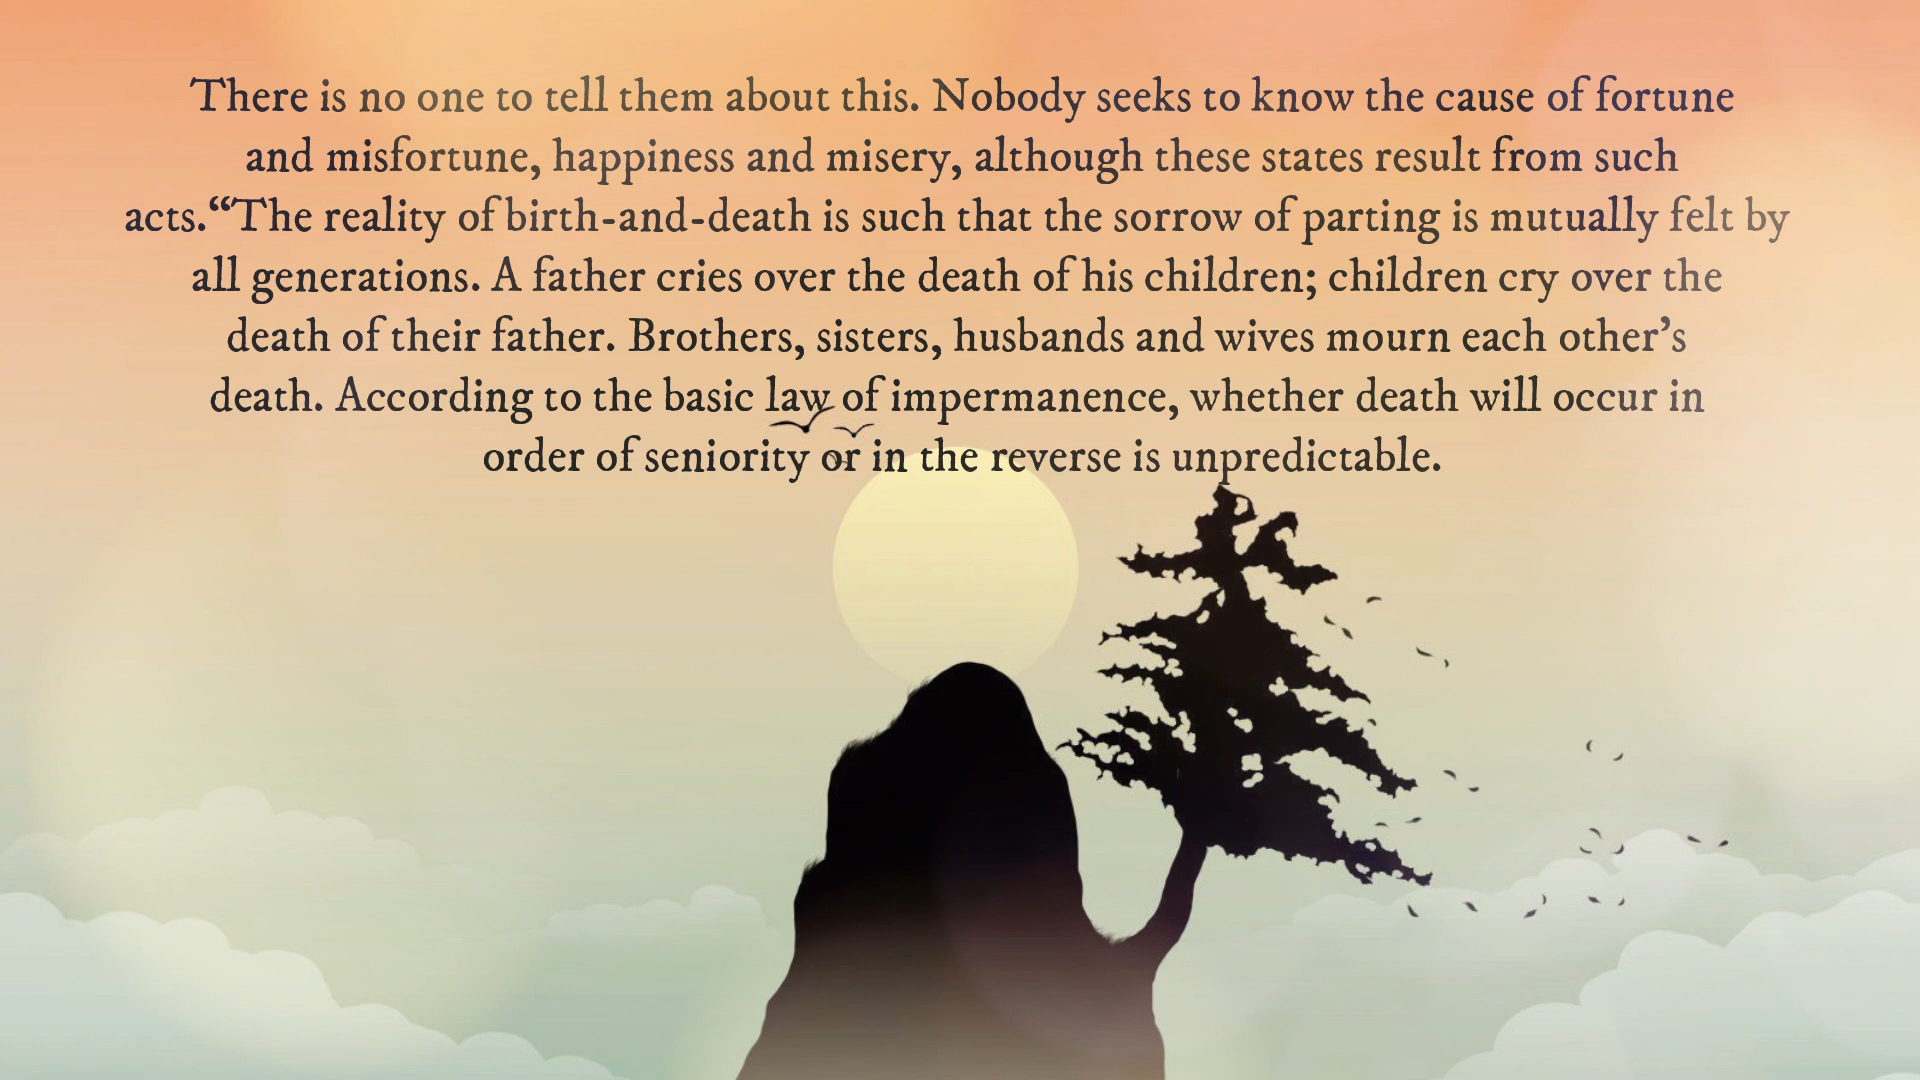 There is no one to tell them about this. Nobody seeks to know the cause of fortune
and misfortune, happiness and misery, although these states result from such
acts.“The reality of birth-and-death is such that the sorrow of parting is mutually felt by
all generations. A father cries over the death of his children; children cry over the
death of their father. Brothers, sisters, husbands and wives mourn each other’s
death. According to the basic law of impermanence, whether death will occur in
order of seniority or in the reverse is unpredictable.